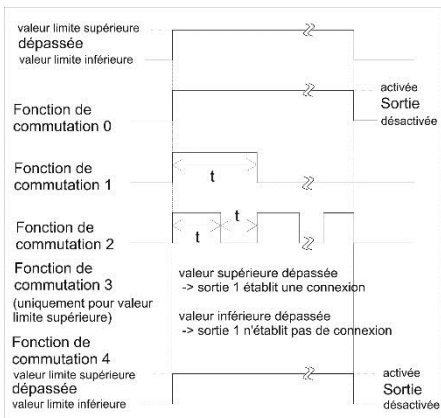 valeur limite supérieure
dépassée
valeur limite inférieure
activée
Sortie
désactivée
Fonction de
commutation 0
Fonction de
commutation 1
t
Fonction de
commutation 2
t
t
Fonction de
commutation 3
(uniquement pour valeur
limite supérieure)
valeur supérieure dépassée
-> sortie 1 établit une connexion
valeur inférieure dépassée
-> sortie 1 n'établit pas de connexion
Fonction de
commutation 4
valeur limite supérieure
dépassée
valeur limite inférieure
activée
Sortie
désactivée